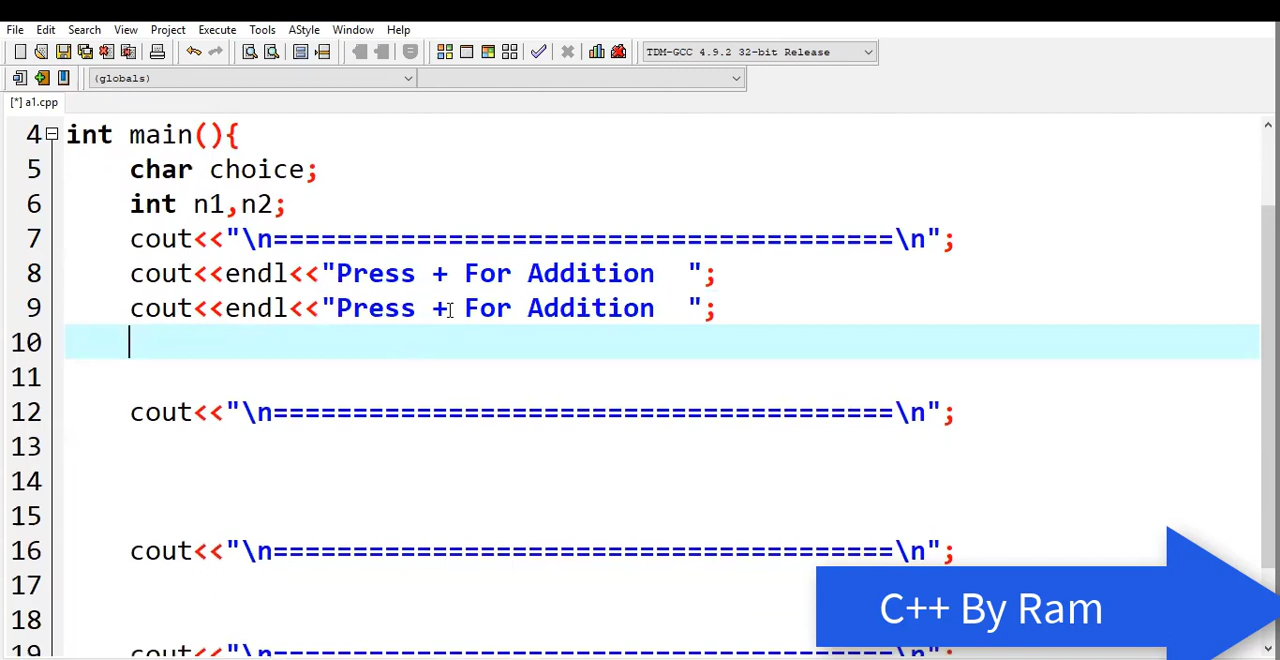 File Edit Search View Project Execute Tools AStyle Window Help
TDM-GCC 4.9.2 32-bit Release
(globals)
[*] a1.cpp
4 int main(){
5 char choice;
6 int n1,n2;
7 cout<<"\n=======================================\n";
8 cout<<endl<<"Press + For Addition  ";
9 cout<<endl<<"Press + For Addition  ";
10
11
12 cout<<"\n=======================================\n";
13
14
15
16 cout<<"\n=======================================\n";
17
18
19 cout<<"\n=======================================\n";
C++ By Ram